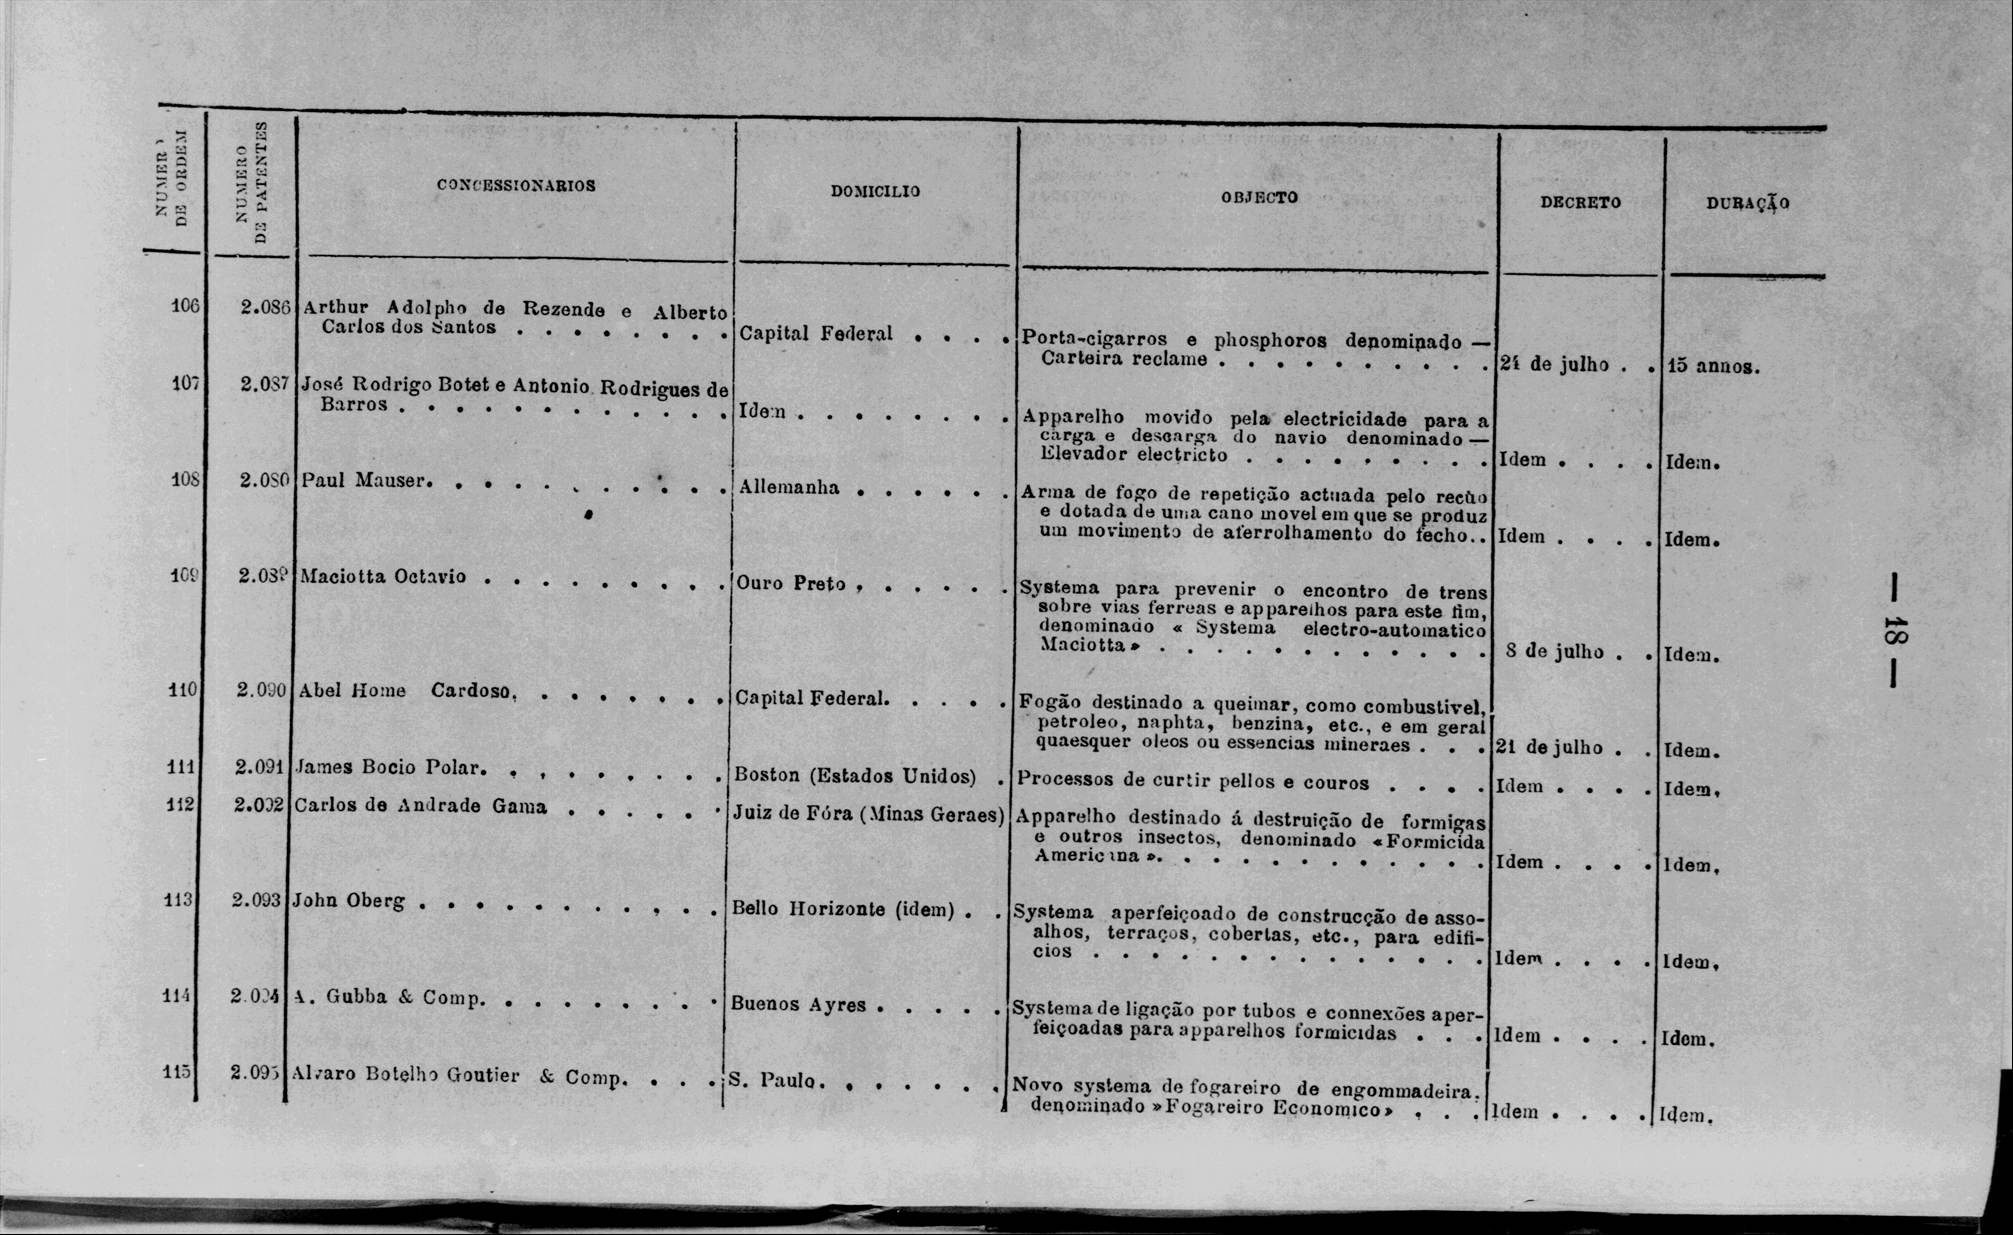 NUMERO DE ORDEM
NUMERO DE PATENTES
CONCESSIONARIOS
DOMICILIO
OBJECTO
DECRETO
DURAÇÃO
106 2.086 Arthur Adolpho de Rezende e Alberto
Carlos dos Santos . . . . . . . . Capital Federal . . . . Porta-cigarros e phosphoros denominado —
Carteira reclame . . . . . . . . . . 21 de julho . . 15 annos.
107 2.087 José Rodrigo Botet e Antonio Rodrigues de
Barros . . . . . . . . . . . . Idem . . . . . . . . Apparelho movido pela electricidade para a
carga e descarga do navio denominado —
Elevador electricto . . . . . . . . . Idem . . . . Idem.
108 2.080 Paul Mauser. . . . . . . . . . . Allemanha . . . . . . Arma de fogo de repetição actuada pelo recúo
e dotada de uma cano movel em que se produz
um movimento de aferrolhamento do fecho. . Idem . . . . Idem.
109 2.089 Maciotta Octavio . . . . . . . . . Ouro Preto . . . . . . Systema para prevenir o encontro de trens
sobre vias ferreas e apparelhos para este fim,
denominado « Systema electro-automatico
Maciotta » . . . . . . . . . . . . 8 de julho . . Idem.
110 2.090 Abel Home Cardoso. . . . . . . . Capital Federal. . . . . Fogão destinado a queimar, como combustivel,
petroleo, naphta, benzina, etc., e em geral
quaesquer oleos ou essencias mineraes . . . 21 de julho . . Idem.
111 2.091 James Bocio Polar. . . . . . . . . Boston (Estados Unidos) . Processos de curtir pellos e couros . . . . Idem . . . . Idem.
112 2.092 Carlos de Andrade Gama . . . . . . Juiz de Fóra (Minas Geraes) Apparelho destinado á destruição de formigas
e outros insectos, denominado «Formicida
Americana ». . . . . . . . . . . . Idem . . . . Idem.
113 2.093 John Oberg . . . . . . . . . . . Bello Horizonte (idem) . . Systema aperfeiçoado de construcção de asso-
alhos, terraços, cobertas, etc., para edifi-
cios . . . . . . . . . . . . . . Idem . . . . Idem.
114 2.094 A. Gubba & Comp. . . . . . . . . Buenos Ayres . . . . . Systema de ligação por tubos e connexões aper-
feiçoadas para apparelhos formicidas . . . Idem . . . . Idem.
115 2.095 Alvaro Botelho Goutier & Comp. . . . S. Paulo. . . . . . . Novo systema de fogareiro de engommadeira.
denominado »Fogareiro Economico» . . . Idem . . . . Idem.
— 18 —